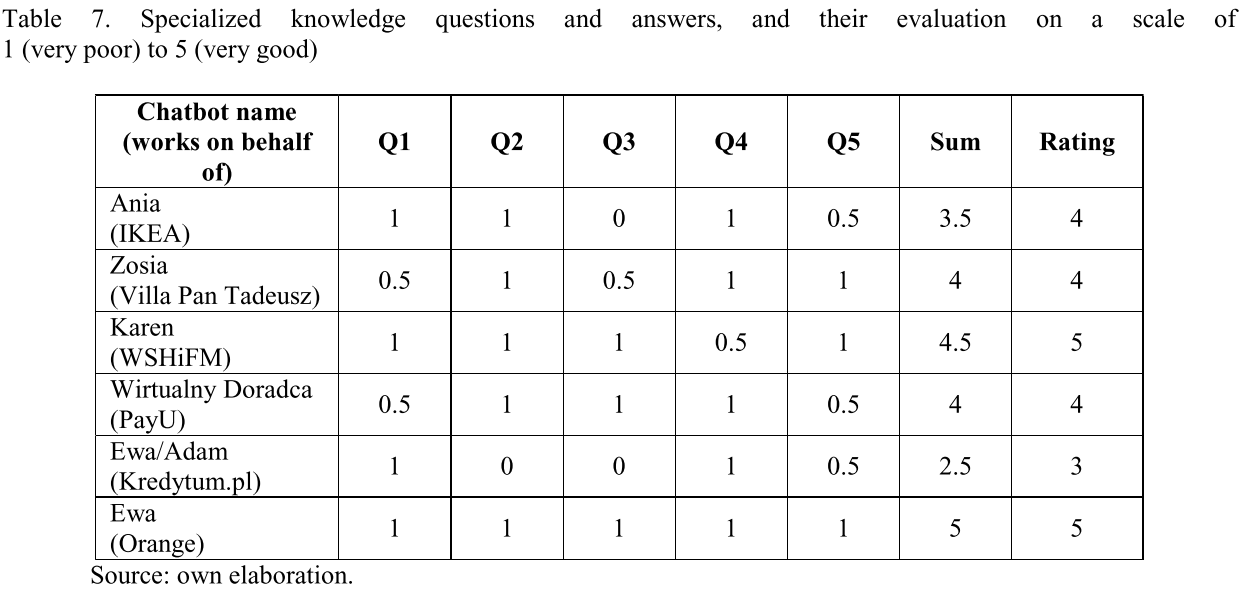 Table 7. Specialized knowledge questions and answers, and their evaluation on a scale of
1 (very poor) to 5 (very good)
Chatbot name (works on behalf of) Q1 Q2 Q3 Q4 Q5 Sum Rating
Ania (IKEA) 1 1 0 1 0.5 3.5 4
Zosia (Villa Pan Tadeusz) 0.5 1 0.5 1 1 4 4
Karen (WSHiFM) 1 1 1 0.5 1 4.5 5
Wirtualny Doradca (PayU) 0.5 1 1 1 0.5 4 4
Ewa/Adam (Kredytum.pl) 1 0 0 1 0.5 2.5 3
Ewa (Orange) 1 1 1 1 1 5 5
Source: own elaboration.